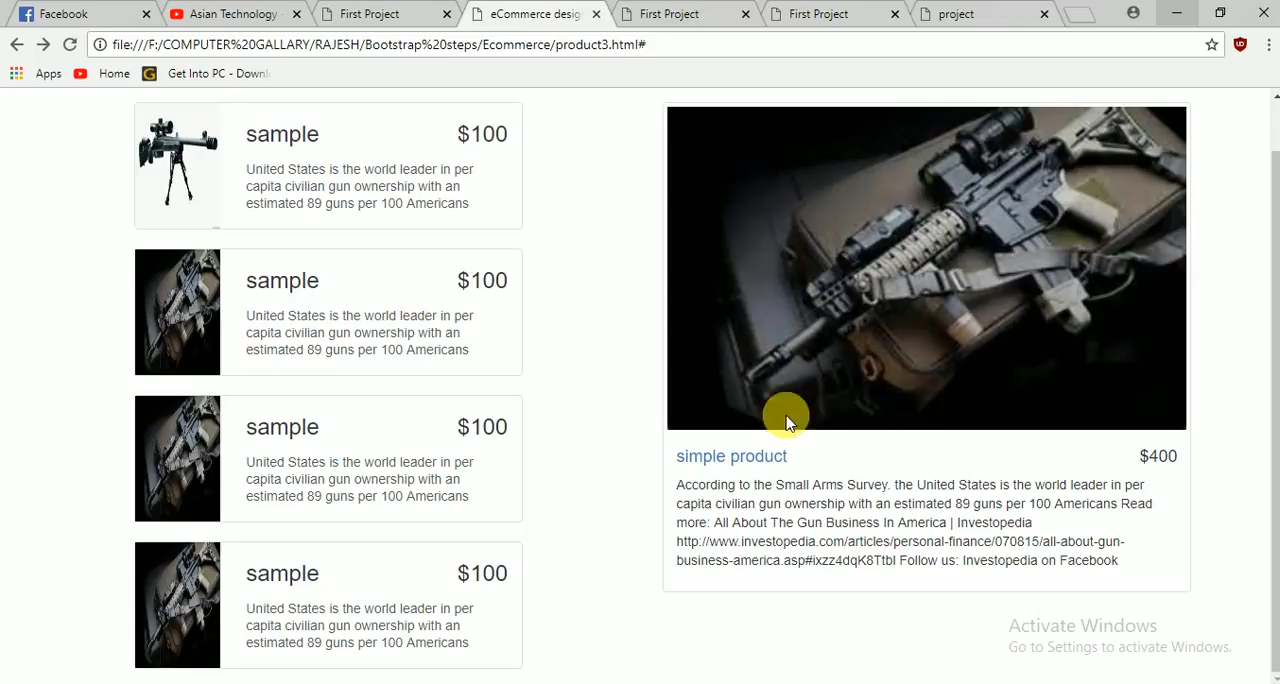 Facebook
Asian Technology
First Project
eCommerce desig
First Project
First Project
project
file:///F:/COMPUTER%20GALLARY/RAJESH/Bootstrap%20steps/Ecommerce/product3.html#
Apps
Home
Get Into PC - Downl
sample $100
United States is the world leader in per
capita civilian gun ownership with an
estimated 89 guns per 100 Americans
sample $100
United States is the world leader in per
capita civilian gun ownership with an
estimated 89 guns per 100 Americans
sample $100
United States is the world leader in per
capita civilian gun ownership with an
estimated 89 guns per 100 Americans
sample $100
United States is the world leader in per
capita civilian gun ownership with an
estimated 89 guns per 100 Americans
simple product $400
According to the Small Arms Survey. the United States is the world leader in per
capita civilian gun ownership with an estimated 89 guns per 100 Americans Read
more: All About The Gun Business In America | Investopedia
http://www.investopedia.com/articles/personal-finance/070815/all-about-gun-
business-america.asp#ixzz4dqK8Ttbl Follow us: Investopedia on Facebook
Activate Windows
Go to Settings to activate Windows.